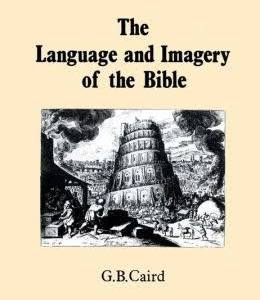 The
Language and Imagery
of the Bible
G.B.Caird